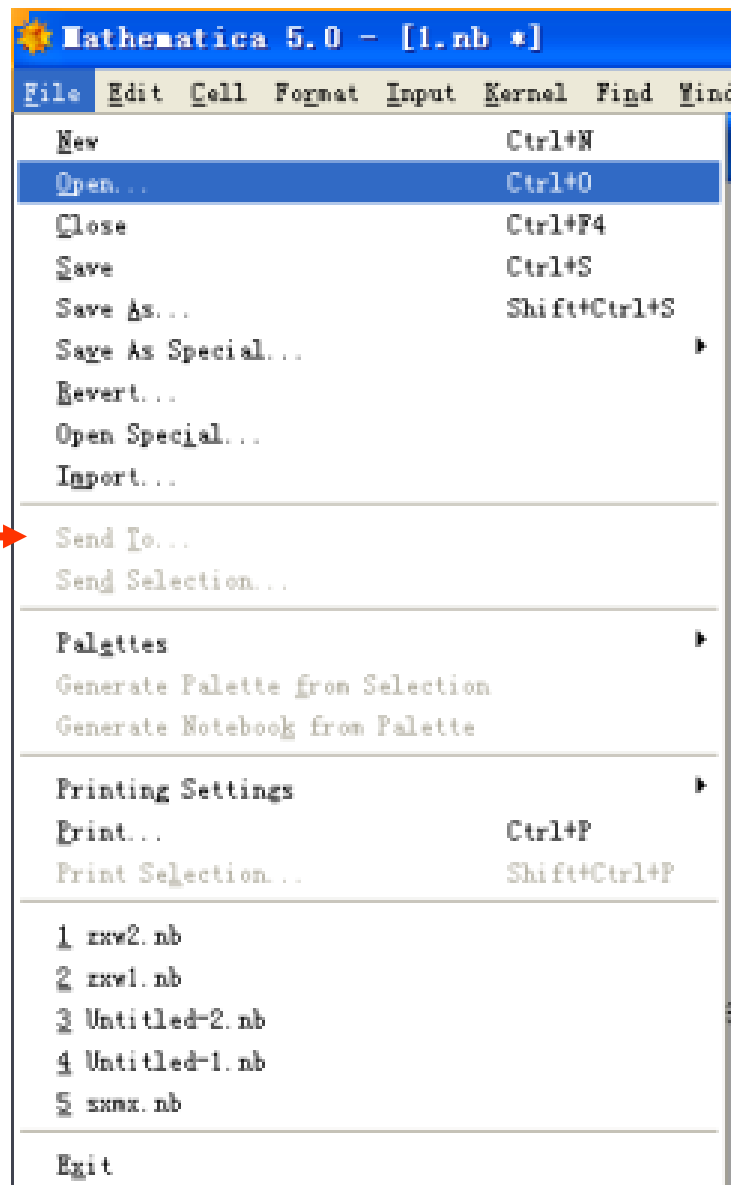 Mathematica 5.0 - [1.nb *]
File Edit Cell Format Input Kernel Find
New Ctrl+N
Open... Ctrl+O
Close Ctrl+F4
Save Ctrl+S
Save As... Shift+Ctrl+S
Save As Special...
Revert...
Open Special...
Import...
Send To...
Send Selection...
Palettes
Generate Palette from Selection
Generate Notebook from Palette
Printing Settings
Print... Ctrl+P
Print Selection... Shift+Ctrl+P
1 zxw2.nb
2 zxw1.nb
3 Untitled-2.nb
4 Untitled-1.nb
5 sxmx.nb
Exit